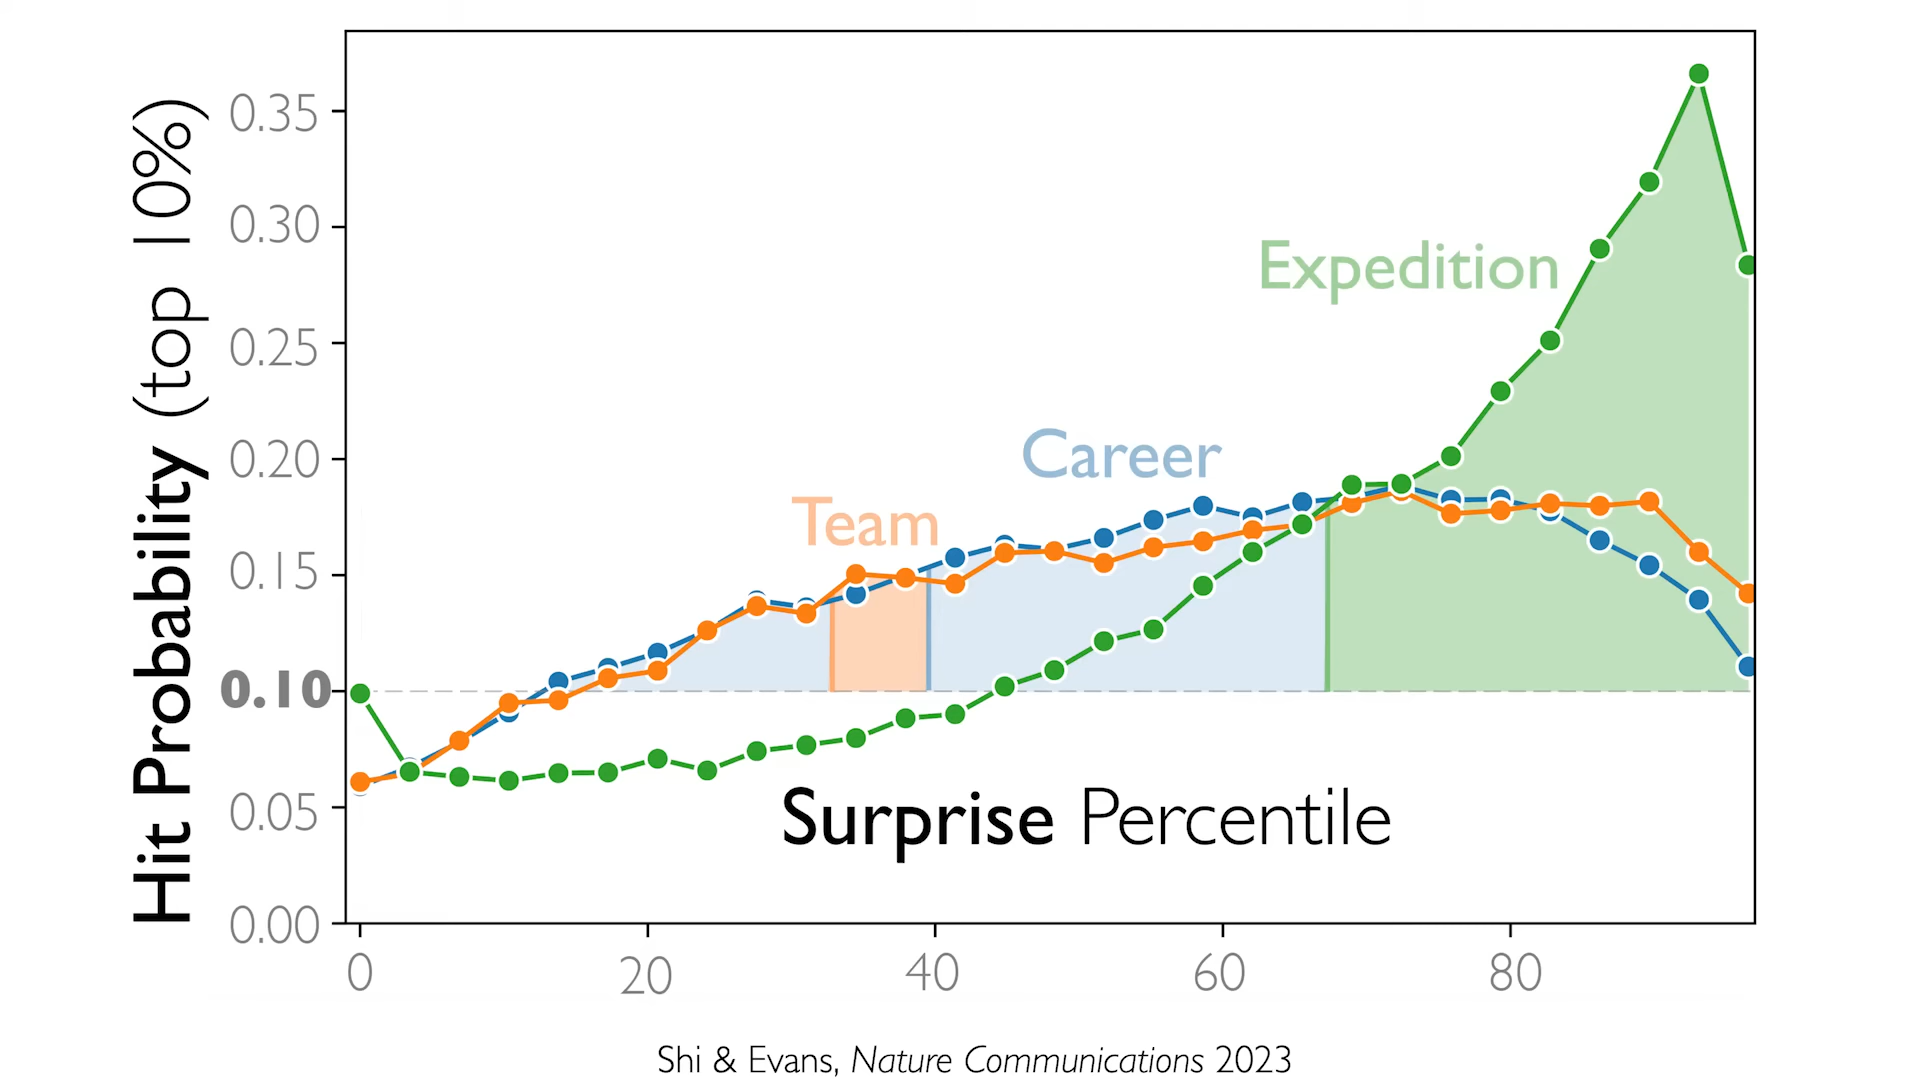 Hit Probability (top 10%)
0.35
0.30
0.25
0.20
0.15
0.10
0.05
0.00
Expedition
Career
Team
Surprise Percentile
0 20 40 60 80
Shi & Evans, Nature Communications 2023